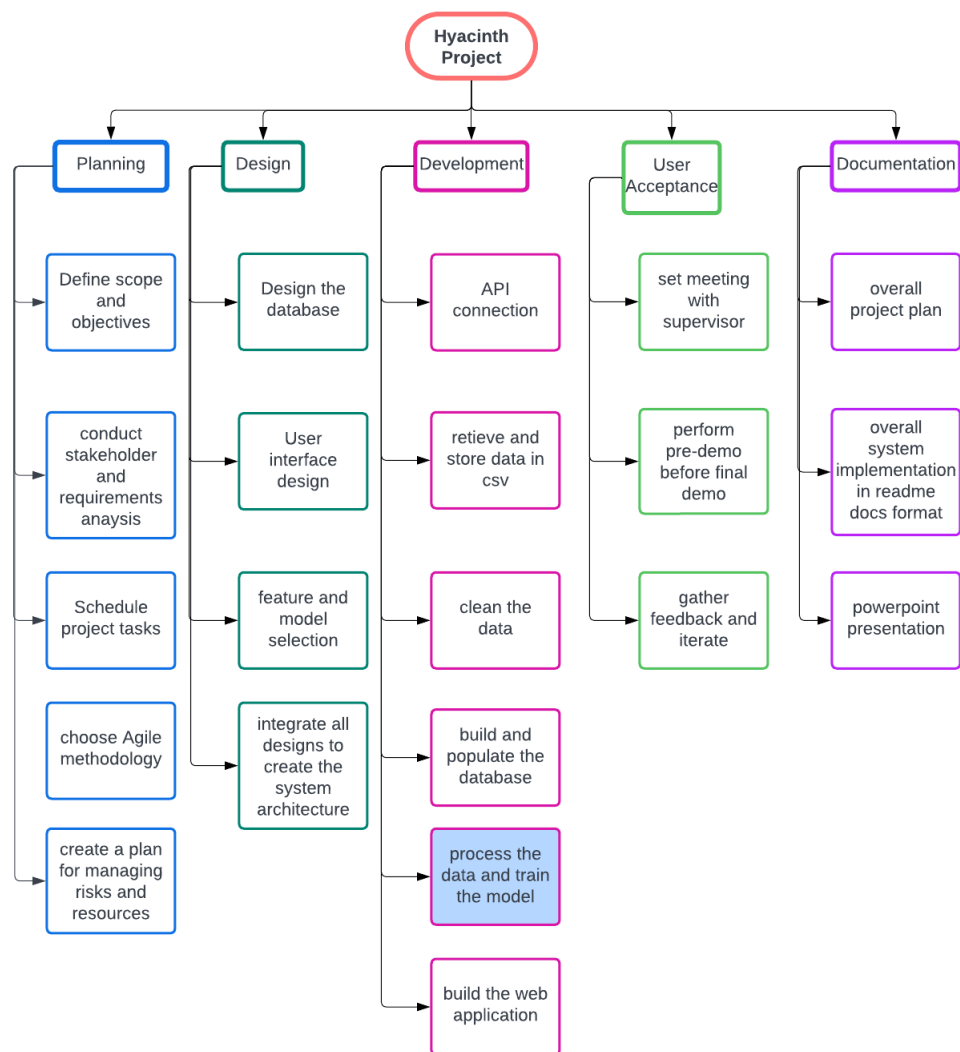 Hyacinth
Project
Planning
Design
Development
User
Acceptance
Documentation
Define scope
and
objectives
conduct
stakeholder
and
requirements
anaysis
Schedule
project tasks
choose Agile
methodology
create a plan
for managing
risks and
resources
Design the
database
User
interface
design
feature and
model
selection
integrate all
designs to
create the
system
architecture
API
connection
retieve and
store data in
csv
clean the
data
build and
populate the
database
process the
data and train
the model
build the web
application
set meeting
with
supervisor
perform
pre-demo
before final
demo
gather
feedback and
iterate
overall
project plan
overall
system
implementation
in readme
docs format
powerpoint
presentation